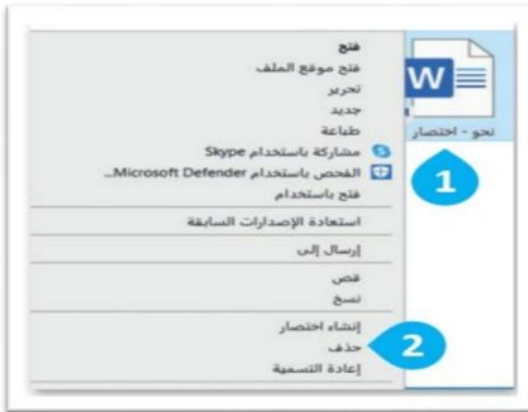 فتح
فتح موقع الملف
تحرير
جديد
طباعة
مشاركة باستخدام Skype
الفحص باستخدام Microsoft Defender...
فتح باستخدام
استعادة الإصدارات السابقة
إرسال إلى
قص
نسخ
إنشاء اختصار
حذف
إعادة التسمية
W
نحو - اختصار
1
2